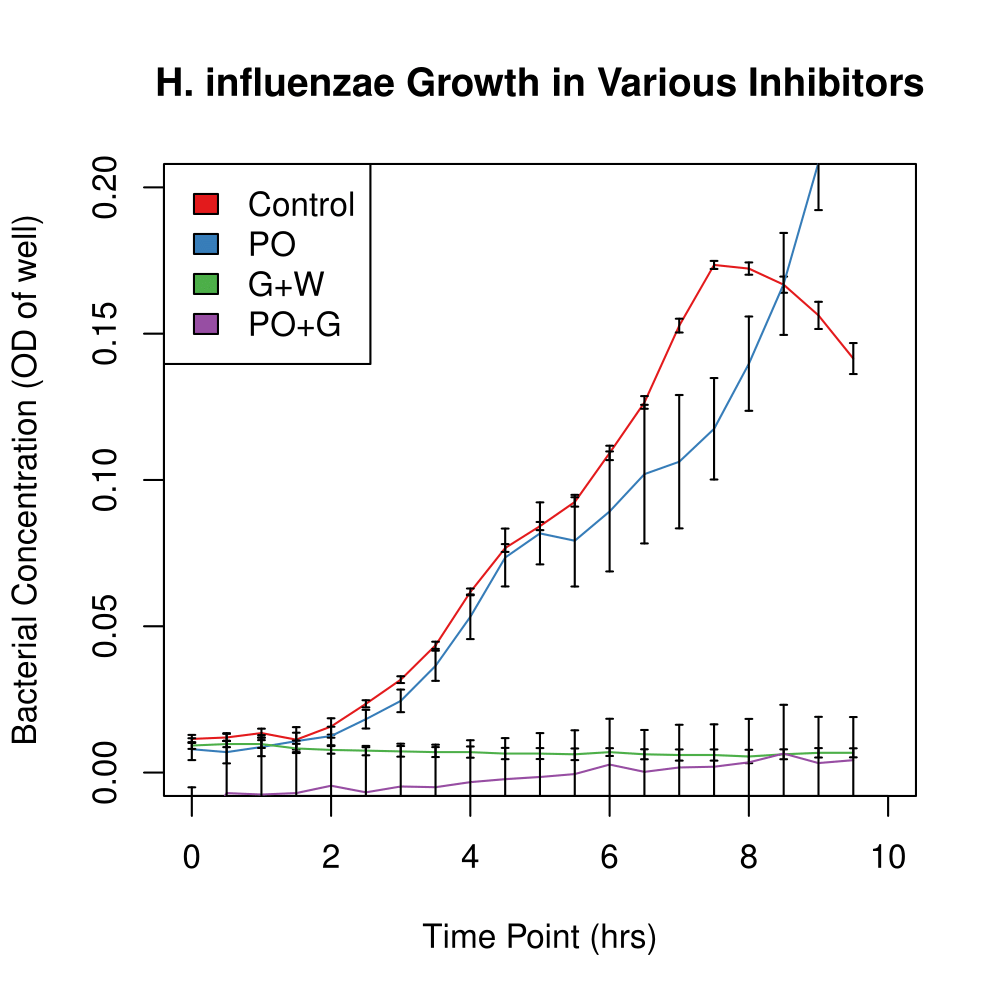 H. influenzae Growth in Various Inhibitors
Control
PO
G+W
PO+G
Bacterial Concentration (OD of well)
0.20
0.15
0.10
0.05
0.00
0 2 4 6 8 10
Time Point (hrs)